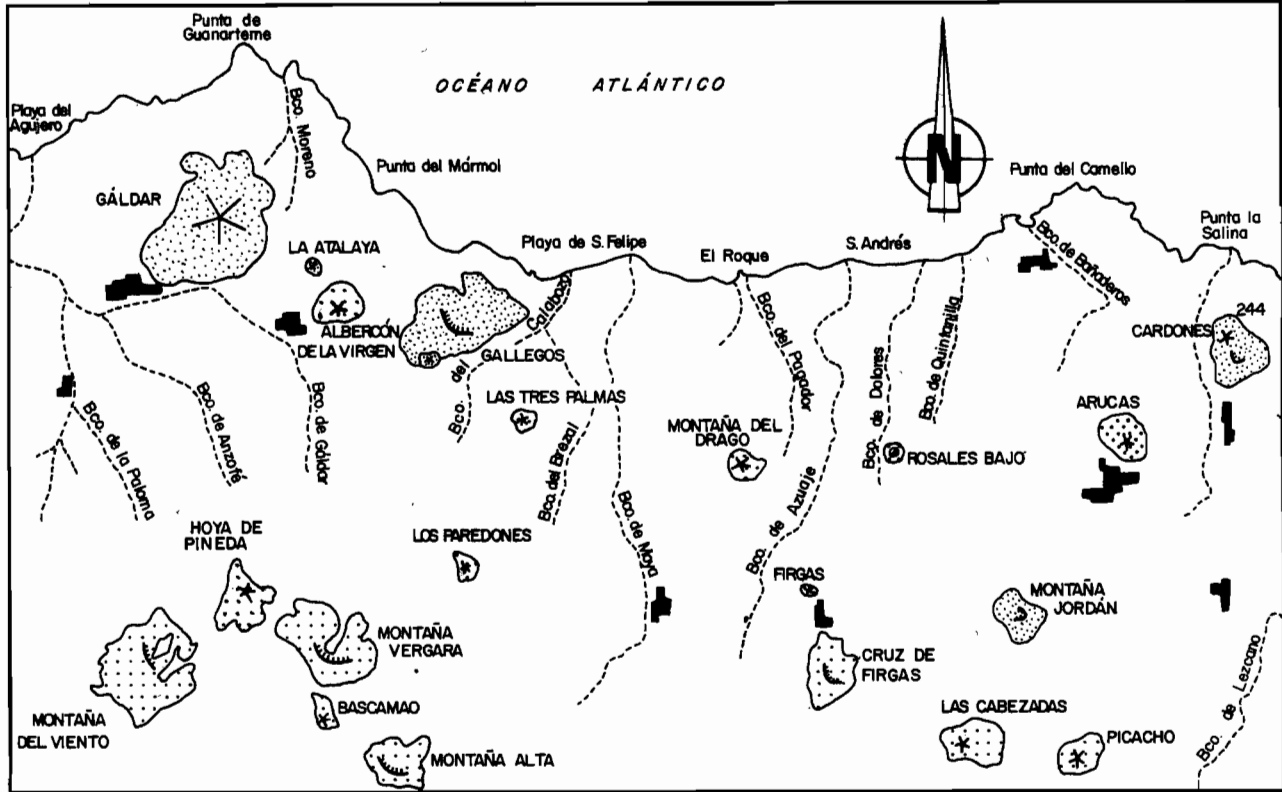 Punta de
Guanarteme
OCÉANO ATLÁNTICO
Playa del
Agujero
Bco. Moreno
Punta del Mármol
N
Punta del Camello
GÁLDAR
LA ATALAYA
Playa de S. Felipe
El Roque
S. Andrés
Punta la
Salina
Bco. de Bañaderos
ALBERCÓN
DE LA VIRGEN
GALLEGOS
Bco. del Calabozo
Bco. del Pagador
Bco. de Quintanilla
244
CARDONES
LAS TRES PALMAS
Bco. de Dolores
ARUCAS
Bco. de la Paloma
Bco. de Anzofé
Bco. de Gáldar
MONTAÑA DEL
DRAGO
ROSALES BAJO
Bco. del Brezal
Bco. de Azuaje
HOYA DE
PINEDA
LOS PAREDONES
Bco. de Moya
FIRGAS
MONTAÑA
JORDÁN
MONTAÑA
VERGARA
CRUZ DE
FIRGAS
BASCAMAO
LAS CABEZADAS
Bco. de Lezcano
MONTAÑA
DEL VIENTO
MONTAÑA ALTA
PICACHO